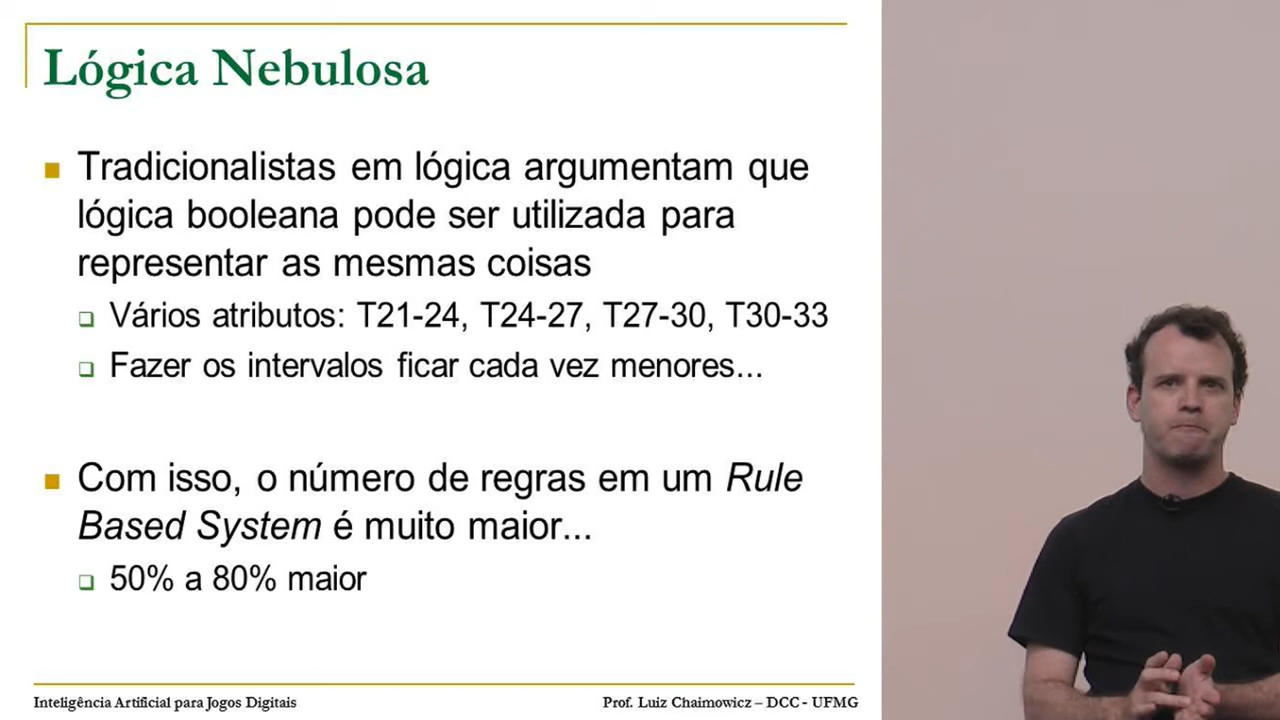 Lógica Nebulosa
Tradicionalistas em lógica argumentam que
lógica booleana pode ser utilizada para
representar as mesmas coisas
Vários atributos: T21-24, T24-27, T27-30, T30-33
Fazer os intervalos ficar cada vez menores...
Com isso, o número de regras em um Rule
Based System é muito maior...
50% a 80% maior
Inteligência Artificial para Jogos Digitais
Prof. Luiz Chaimowicz – DCC - UFMG